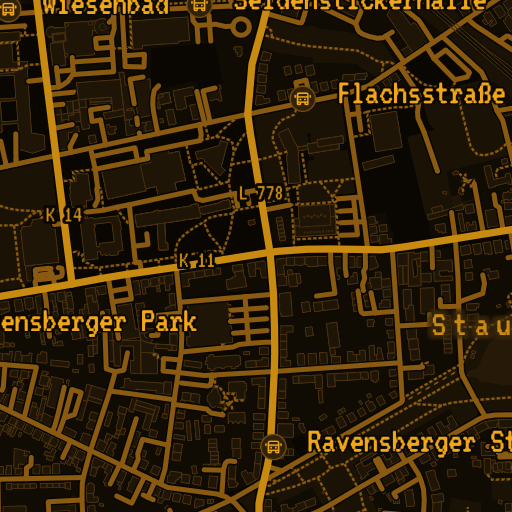 Wiesenbad
Seidenstickerhalle
Flachsstraße
L 778
K 14
K 11
ensberger Park
Stau
Ravensberger St